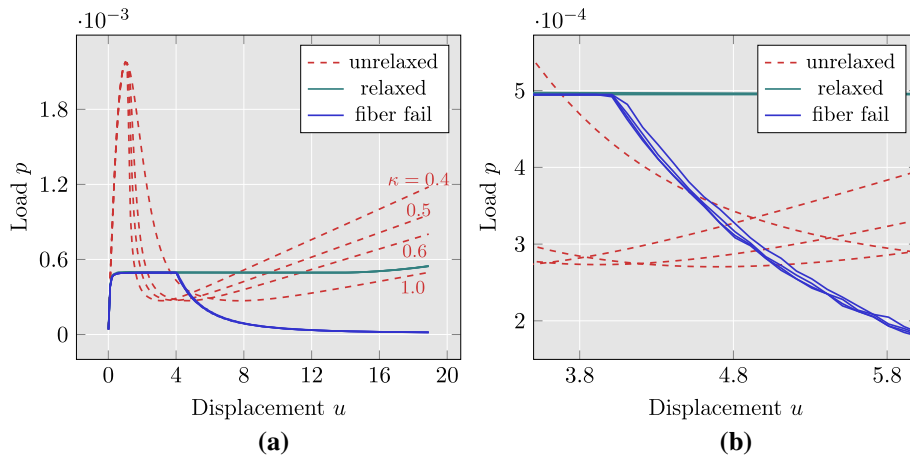 ·10−3
unrelaxed
relaxed
fiber fail
κ = 0.4
0.5
0.6
1.0
1.8
1.2
0.6
0
Load p
0 4 8 12 16 20
Displacement u
(a)
·10−4
unrelaxed
relaxed
fiber fail
5
4
3
2
Load p
3.8 4.8 5.8
Displacement u
(b)